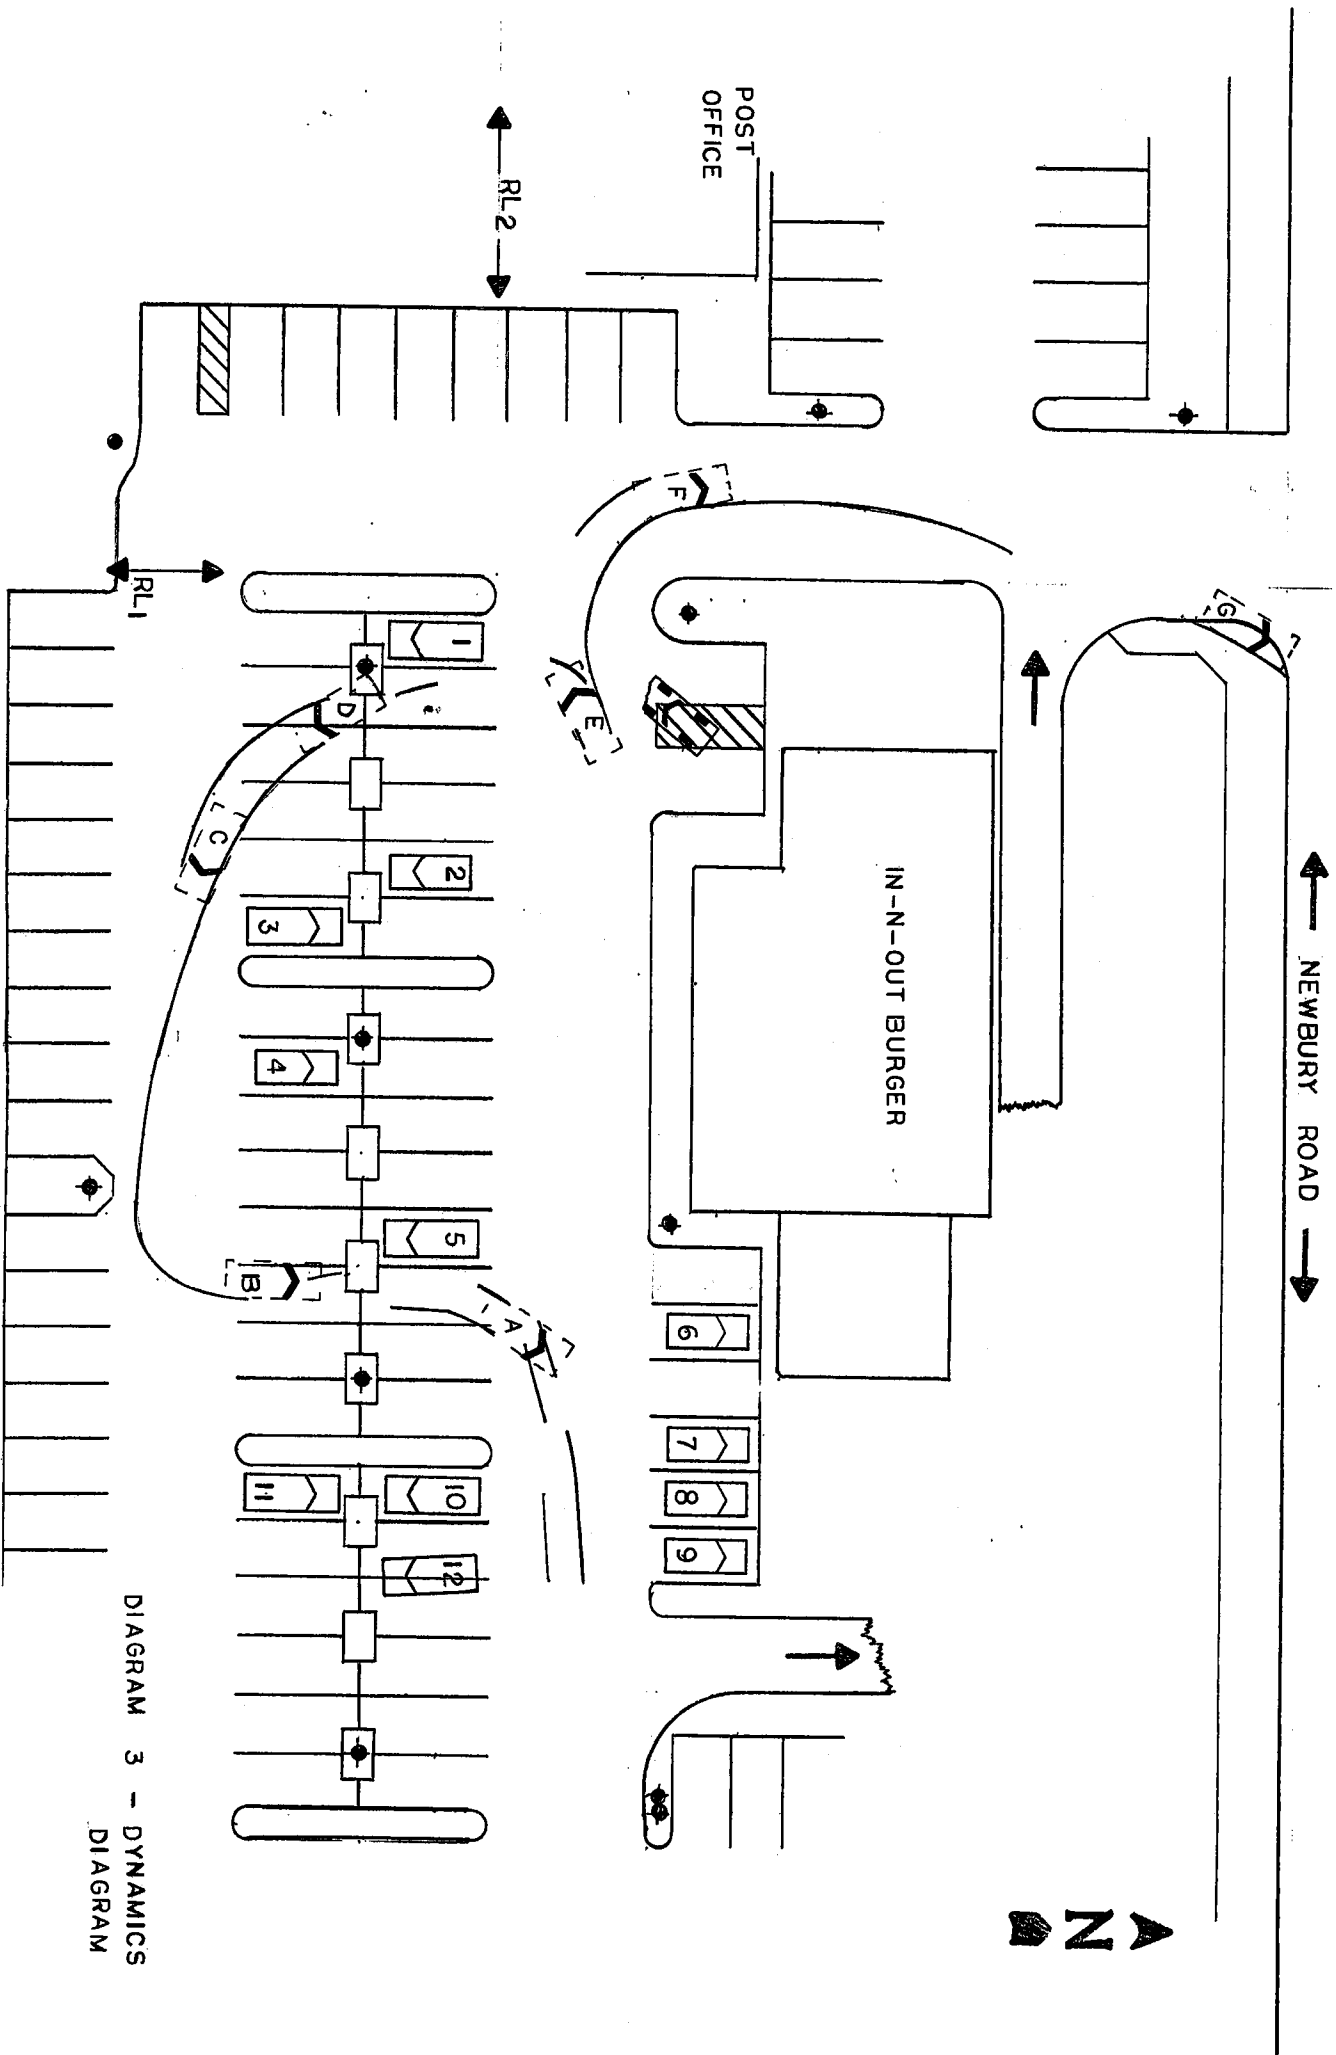 NEWBURY ROAD
POST
OFFICE
IN-N-OUT BURGER
RL2
RL1
G
F
E
D
C
B
A
1
2
3
4
5
6
7
8
9
10
11
12
N
DIAGRAM 3 - DYNAMICS
DIAGRAM